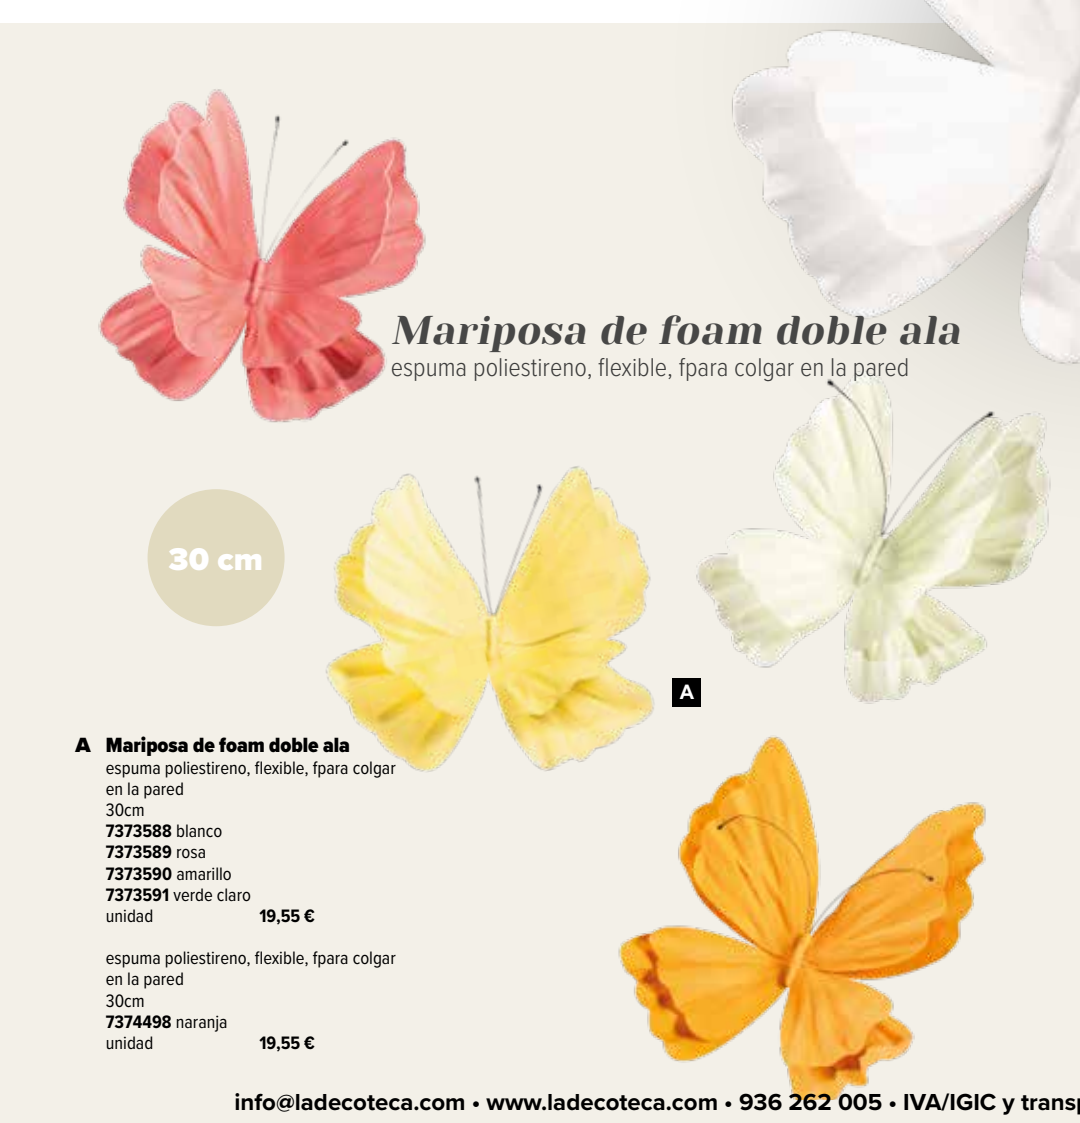 Mariposa de foam doble ala
espuma poliestireno, flexible, fpara colgar en la pared
30 cm
A
A Mariposa de foam doble ala
espuma poliestireno, flexible, fpara colgar
en la pared
30cm
7373588 blanco
7373589 rosa
7373590 amarillo
7373591 verde claro
unidad 19,55 €
espuma poliestireno, flexible, fpara colgar
en la pared
30cm
7374498 naranja
unidad 19,55 €
info@ladecoteca.com • www.ladecoteca.com • 936 262 005 • IVA/IGIC y